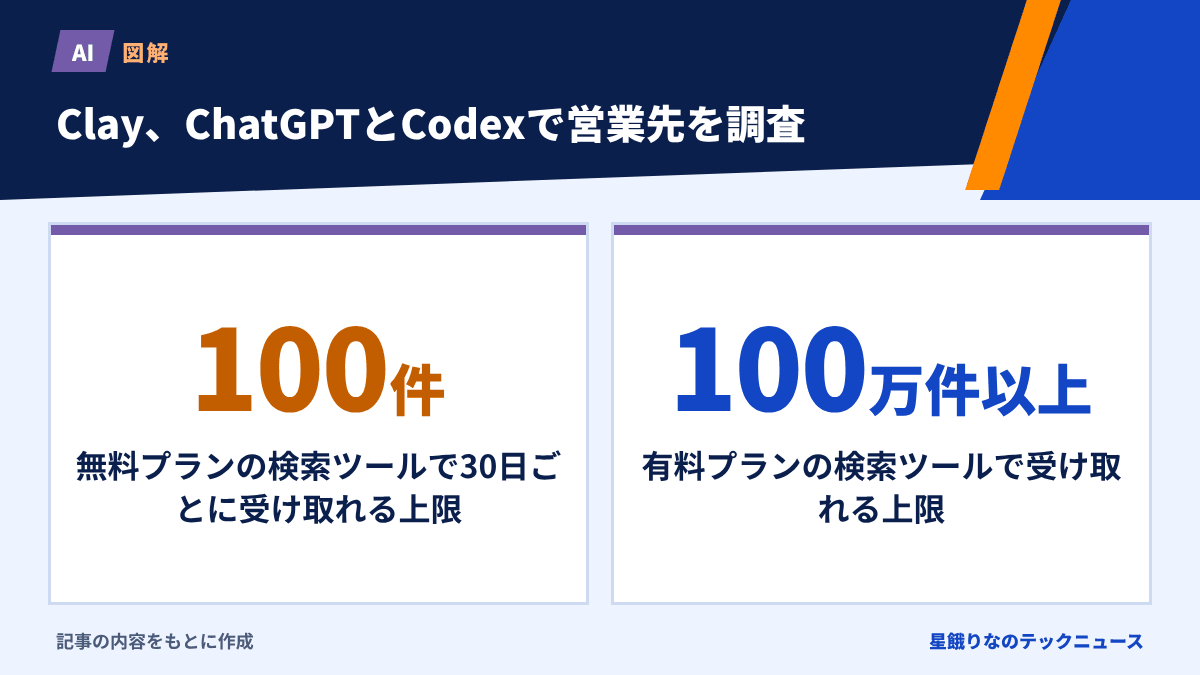 AI 図解
Clay、ChatGPTとCodexで営業先を調査
100件
無料プランの検索ツールで30日ご
とに受け取れる上限
100万件以上
有料プランの検索ツールで受け取
れる上限
記事の内容をもとに作成
星餓りなのテックニュース